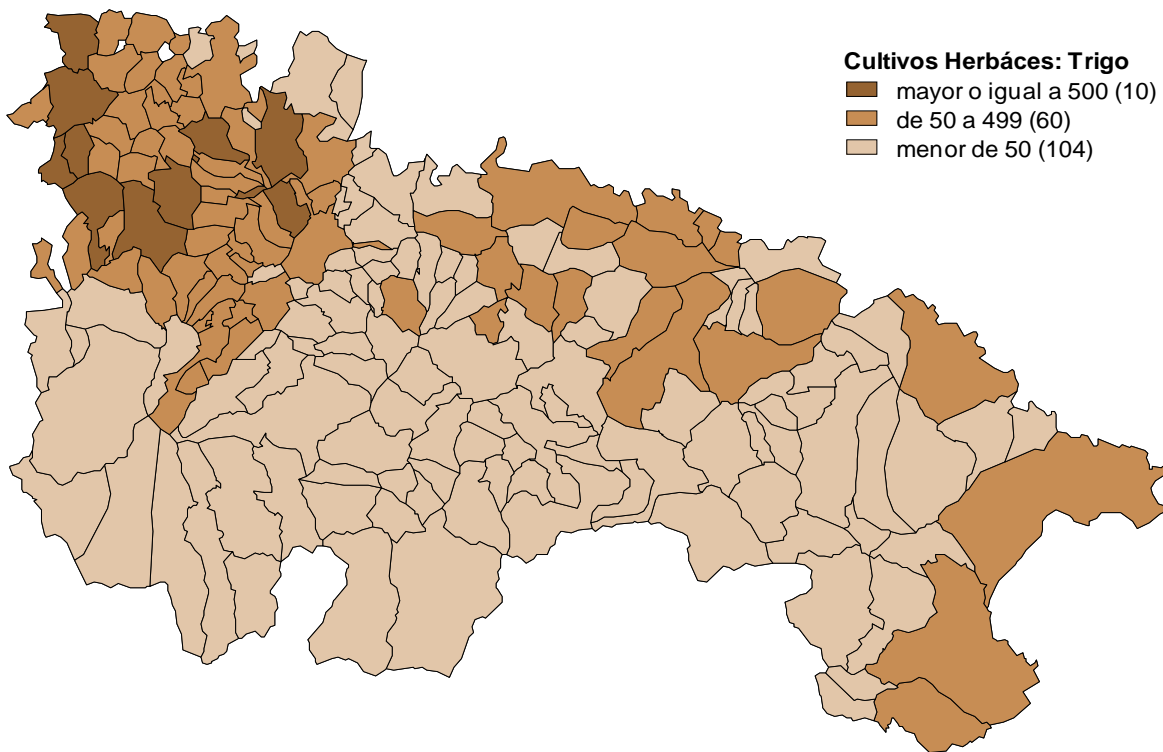 Cultivos Herbáces: Trigo
mayor o igual a 500 (10)
de 50 a 499 (60)
menor de 50 (104)